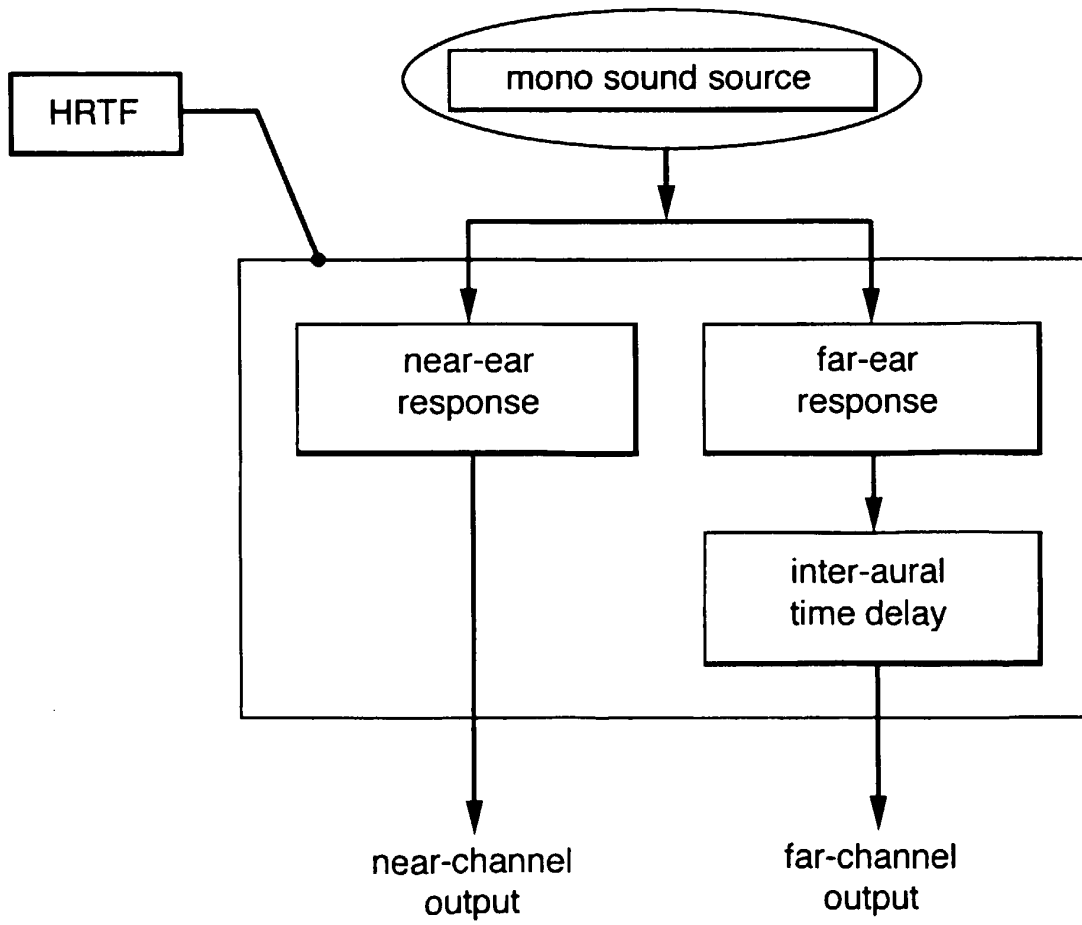 mono sound source
HRTF
near-ear
response
far-ear
response
inter-aural
time delay
near-channel
output
far-channel
output